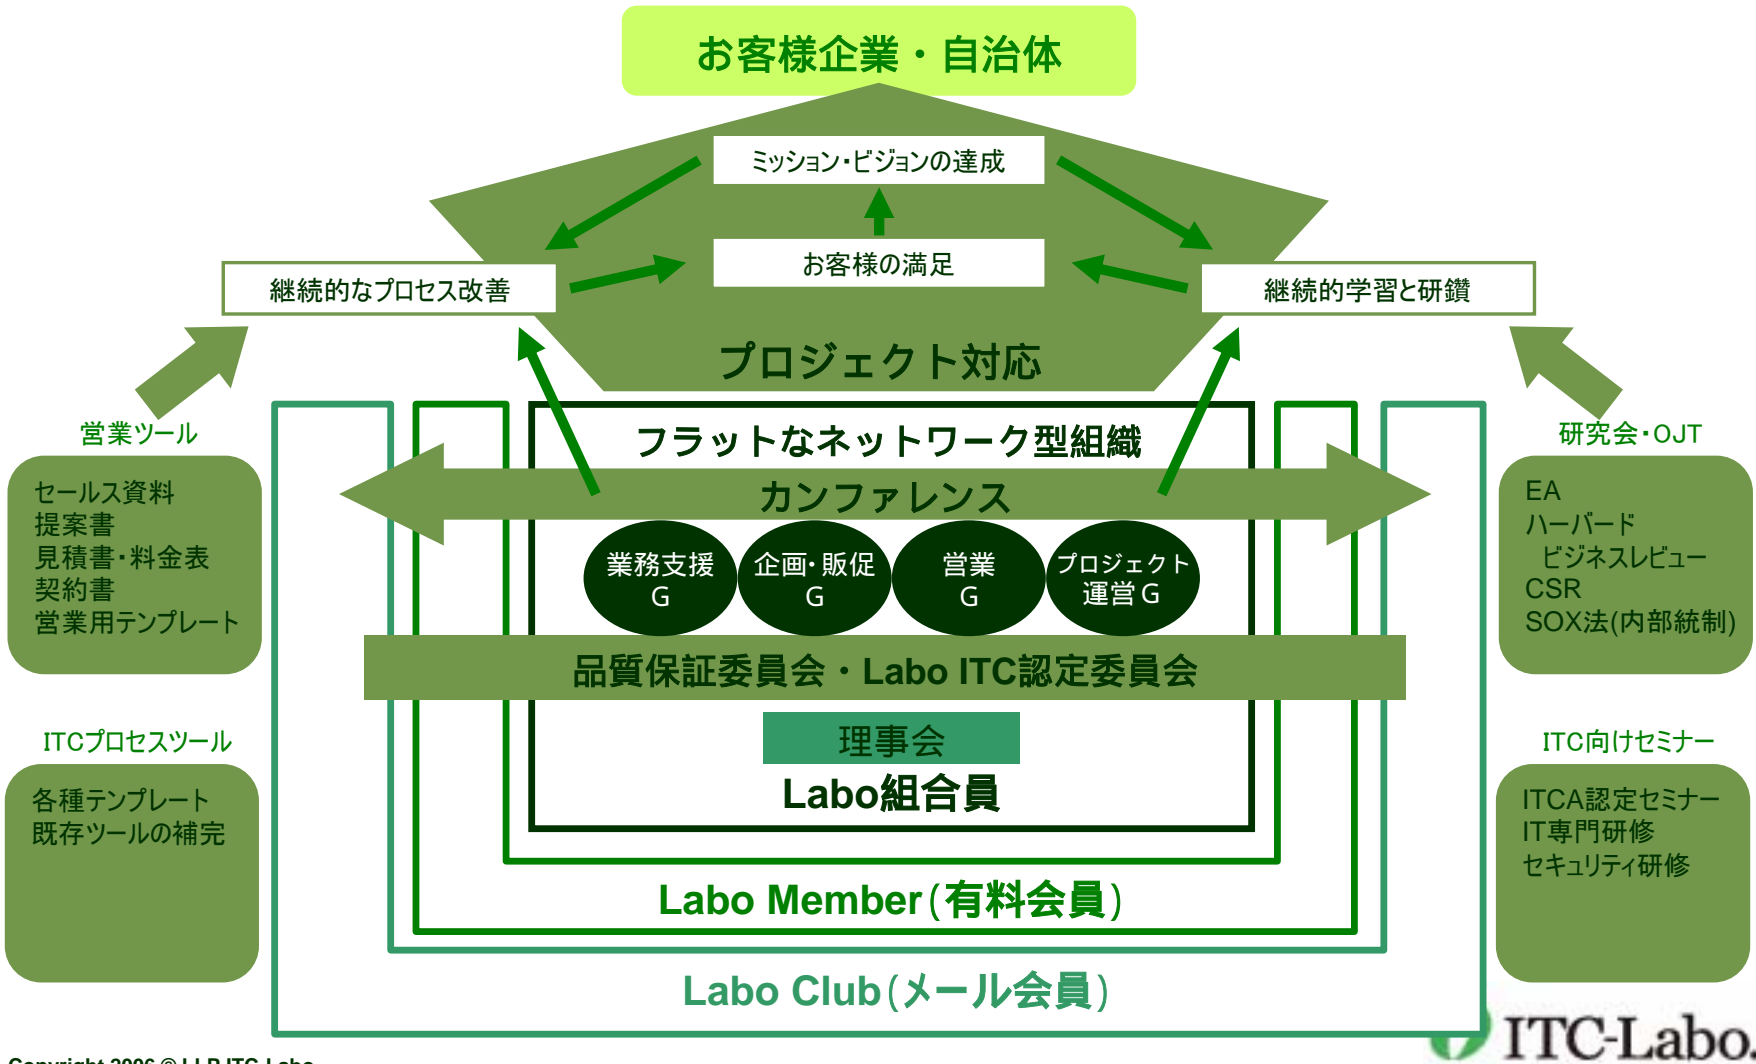 お客様企業・自治体
ミッション・ビジョンの達成
お客様の満足
継続的なプロセス改善
継続的学習と研鑽
プロジェクト対応
営業ツール
セールス資料
提案書
見積書・料金表
契約書
営業用テンプレート
ITCプロセスツール
各種テンプレート
既存ツールの補完
フラットなネットワーク型組織
カンファレンス
業務支援
G
企画・販促
G
営業
G
プロジェクト
運営G
品質保証委員会・Labo ITC認定委員会
理事会
Labo組合員
Labo Member(有料会員)
Labo Club(メール会員)
研究会・OJT
EA
ハーバード
ビジネスレビュー
CSR
SOX法(内部統制)
ITC向けセミナー
ITCA認定セミナー
IT専門研修
セキュリティ研修
ITC-Labo.
Copyright 2006 © LLP ITC-Labo.